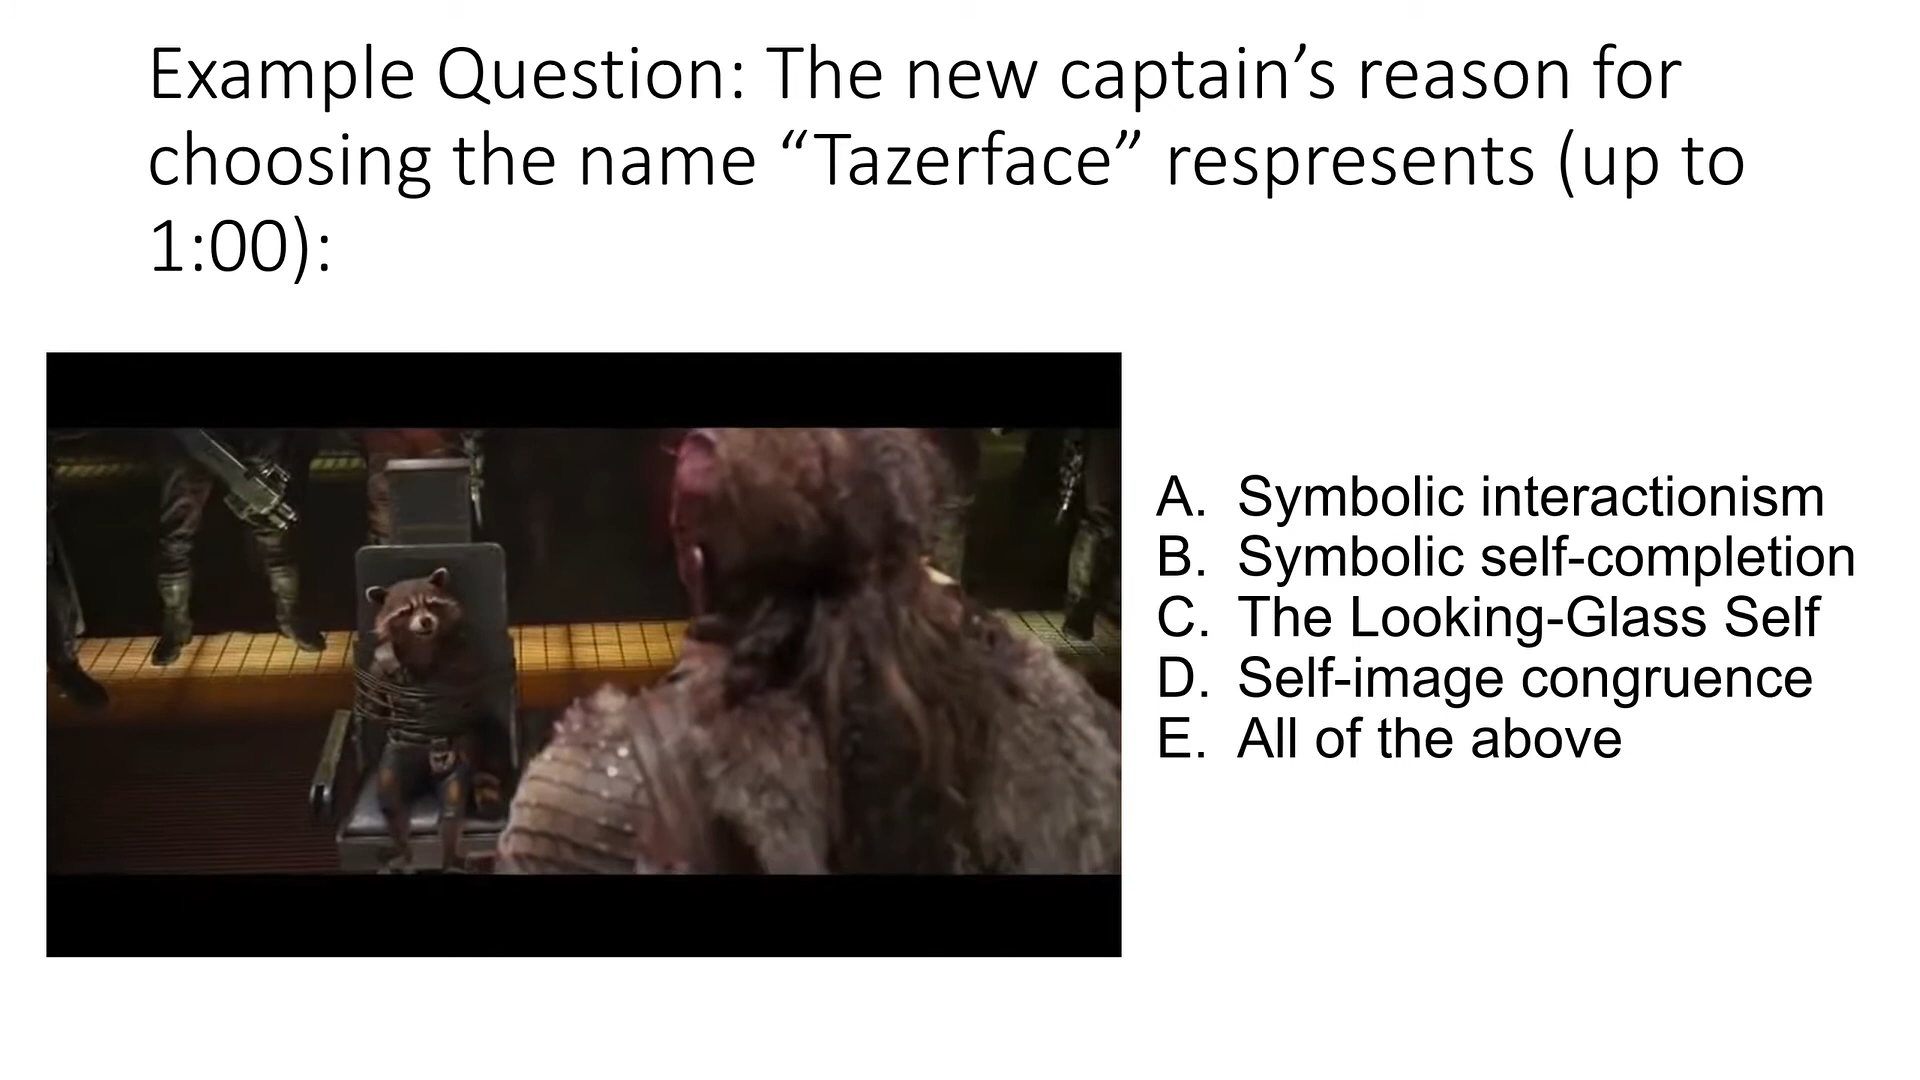 Example Question: The new captain’s reason for
choosing the name “Tazerface” respresents (up to
1:00):
A. Symbolic interactionism
B. Symbolic self-completion
C. The Looking-Glass Self
D. Self-image congruence
E. All of the above